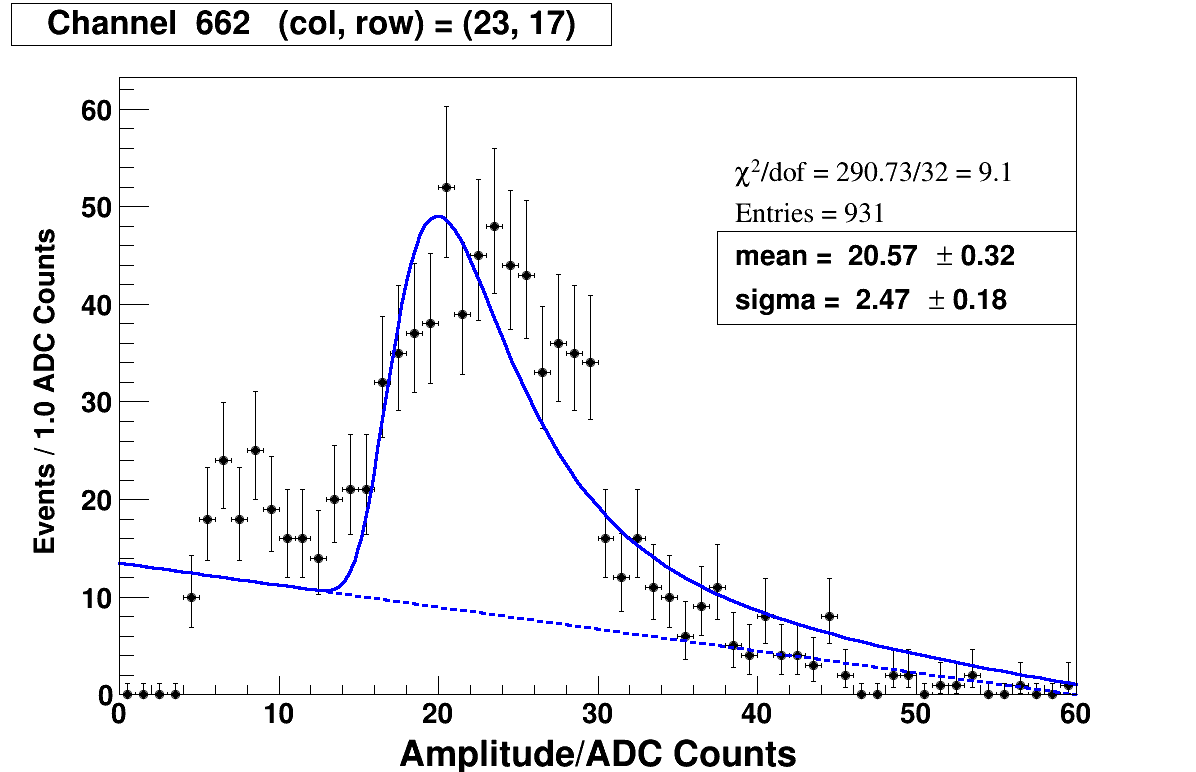 Channel 662 (col, row) = (23, 17)
χ²/dof = 290.73/32 = 9.1
Entries = 931
mean = 20.57 ± 0.32
sigma = 2.47 ± 0.18
Events / 1.0 ADC Counts
60
50
40
30
20
10
0
0 10 20 30 40 50 60
Amplitude/ADC Counts